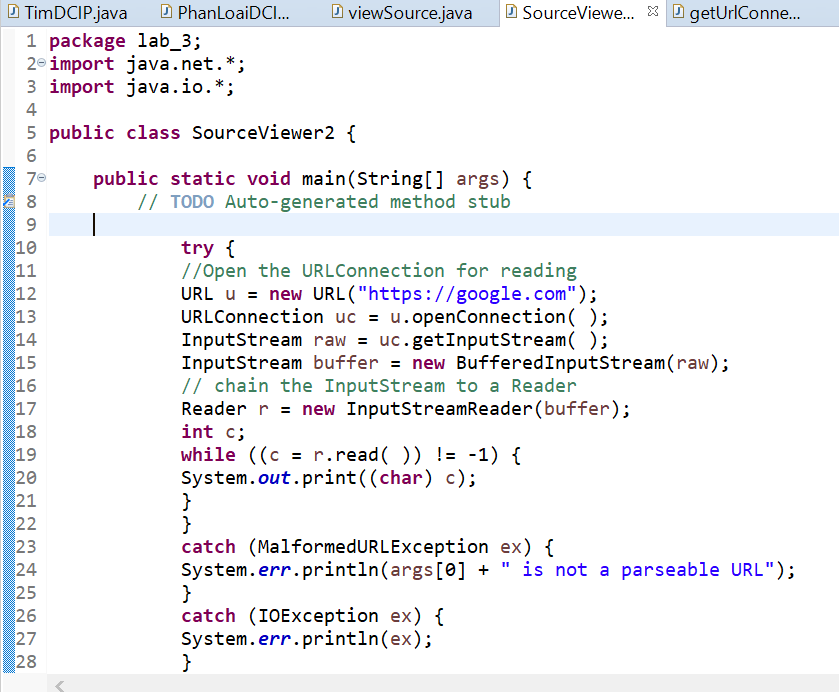 TimDCIP.java PhanLoaiDCI... viewSource.java SourceViewe... getUrlConne...
1 package lab_3;
2 import java.net.*;
3 import java.io.*;
4
5 public class SourceViewer2 {
6
7 public static void main(String[] args) {
8 // TODO Auto-generated method stub
9
10 try {
11 //Open the URLConnection for reading
12 URL u = new URL("https://google.com");
13 URLConnection uc = u.openConnection( );
14 InputStream raw = uc.getInputStream( );
15 InputStream buffer = new BufferedInputStream(raw);
16 // chain the InputStream to a Reader
17 Reader r = new InputStreamReader(buffer);
18 int c;
19 while ((c = r.read( )) != -1) {
20 System.out.print((char) c);
21 }
22 }
23 catch (MalformedURLException ex) {
24 System.err.println(args[0] + " is not a parseable URL");
25 }
26 catch (IOException ex) {
27 System.err.println(ex);
28 }